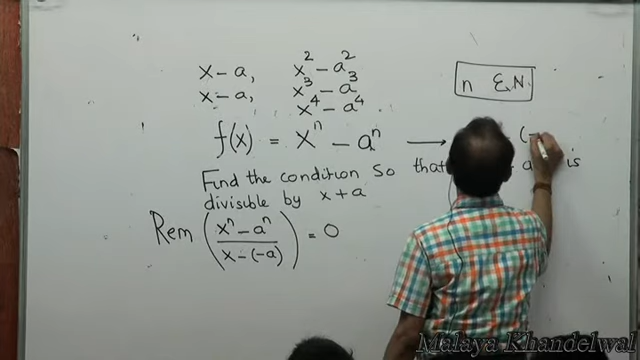 x - a, x² - a²
x - a, x³ - a³
x⁴ - a⁴
n ∈ N
f(x) = xⁿ - aⁿ → (-
Find the condition so that a is
divisible by x + a
Rem ( xⁿ - aⁿ / x - (-a) ) = 0
Malaya Khandelwal